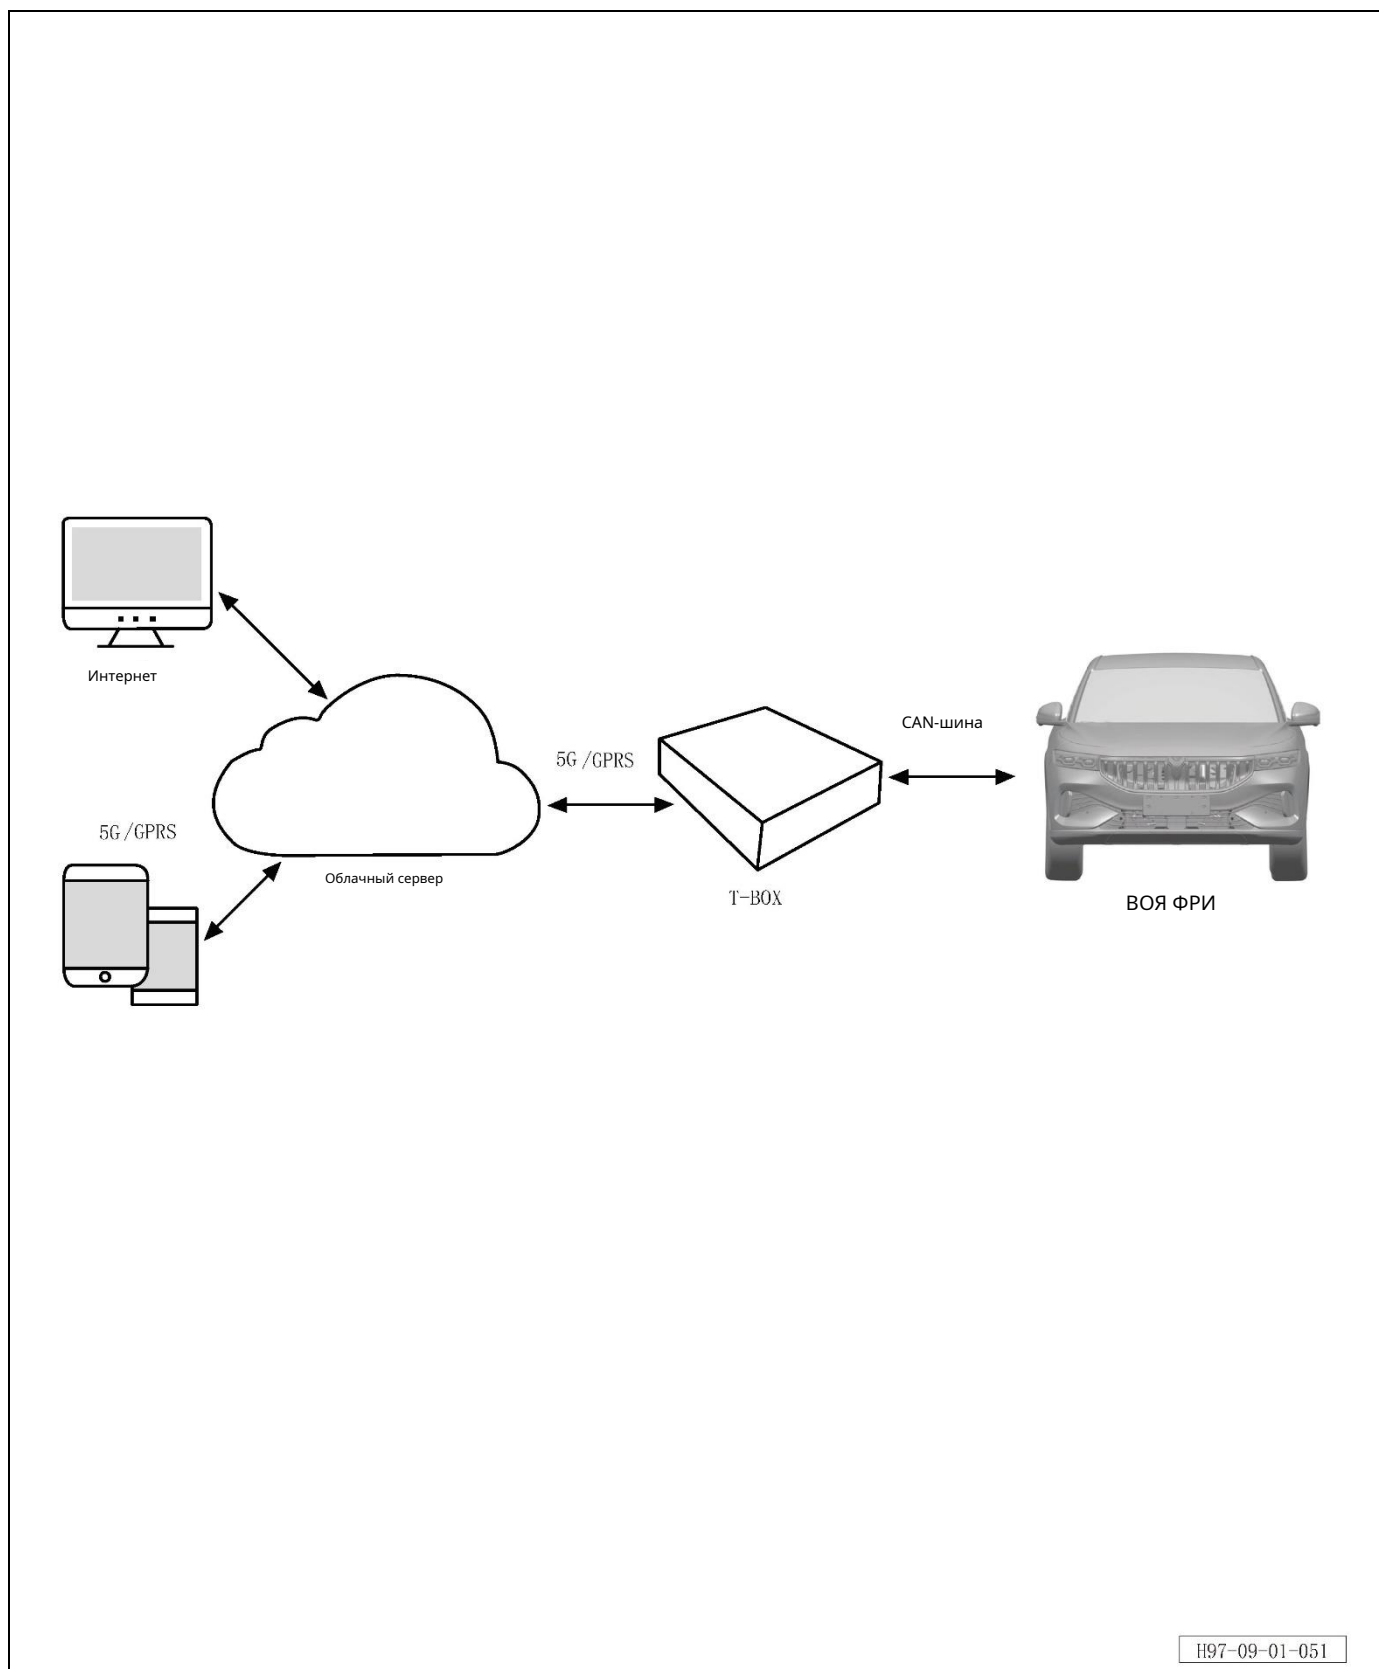 Интернет
5G/GPRS
Облачный сервер
5G/GPRS
T-BOX
CAN-шина
ВОЯ ФРИ
H97-09-01-051